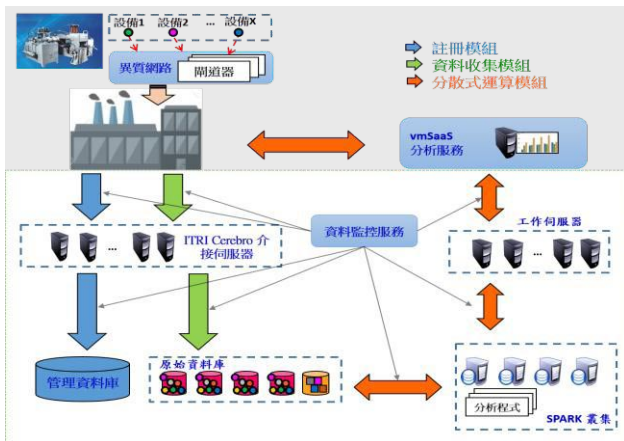 設備1 設備2 ... 設備X
異質網路
閘道器
註冊模組
資料收集模組
分散式運算模組
vmSaaS
分析服務
資料監控服務
工作伺服器
...
ITRI Cerebro 介
接伺服器
...
管理資料庫
原始資料庫
分析程式
SPARK 叢集